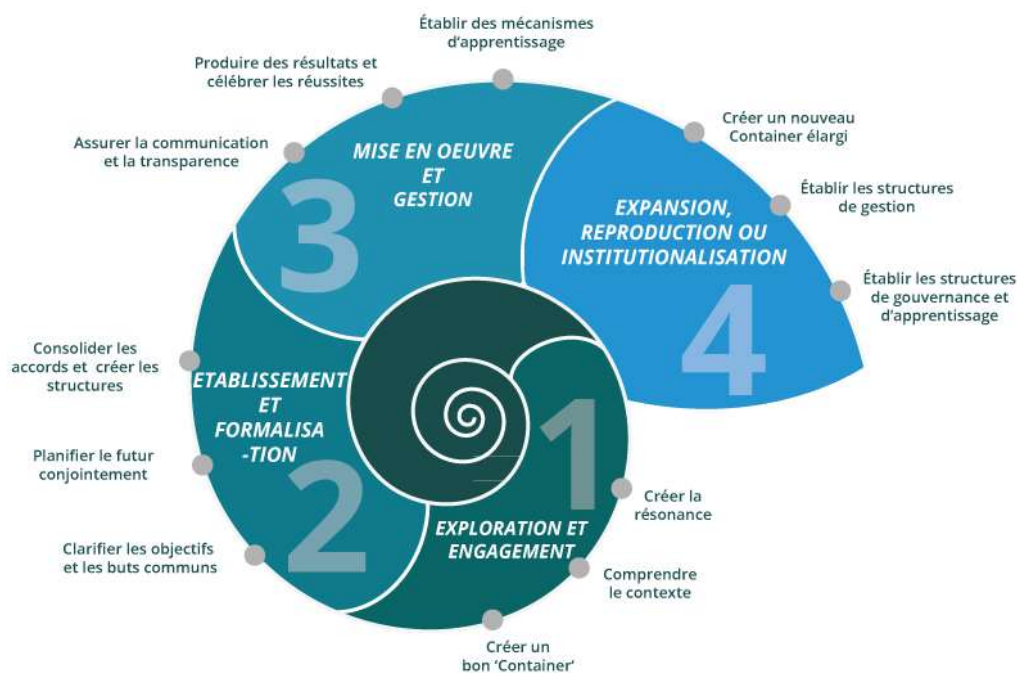 Établir des mécanismes
d'apprentissage
Produire des résultats et
célébrer les réussites
Assurer la communication
et la transparence
MISE EN OEUVRE
ET
GESTION
3
Créer un nouveau
Container élargi
Établir les structures
de gestion
Établir les structures
de gouvernance et
d'apprentissage
EXPANSION,
REPRODUCTION OU
INSTITUTIONALISATION
4
Consolider les
accords et créer les
structures
Planifier le futur
conjointement
Clarifier les objectifs
et les buts communs
ETABLISSEMENT
ET
FORMALISA
-TION
2
1
EXPLORATION ET
ENGAGEMENT
Créer la
résonance
Comprendre
le contexte
Créer un
bon ‘Container’